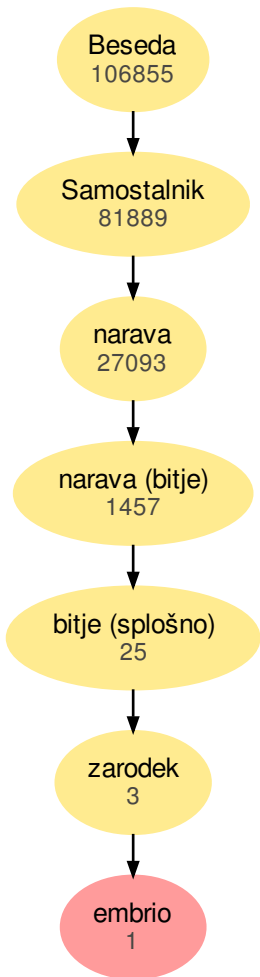 Beseda
106855
Samostalnik
81889
narava
27093
narava (bitje)
1457
bitje (splošno)
25
zarodek
3
embrio
1